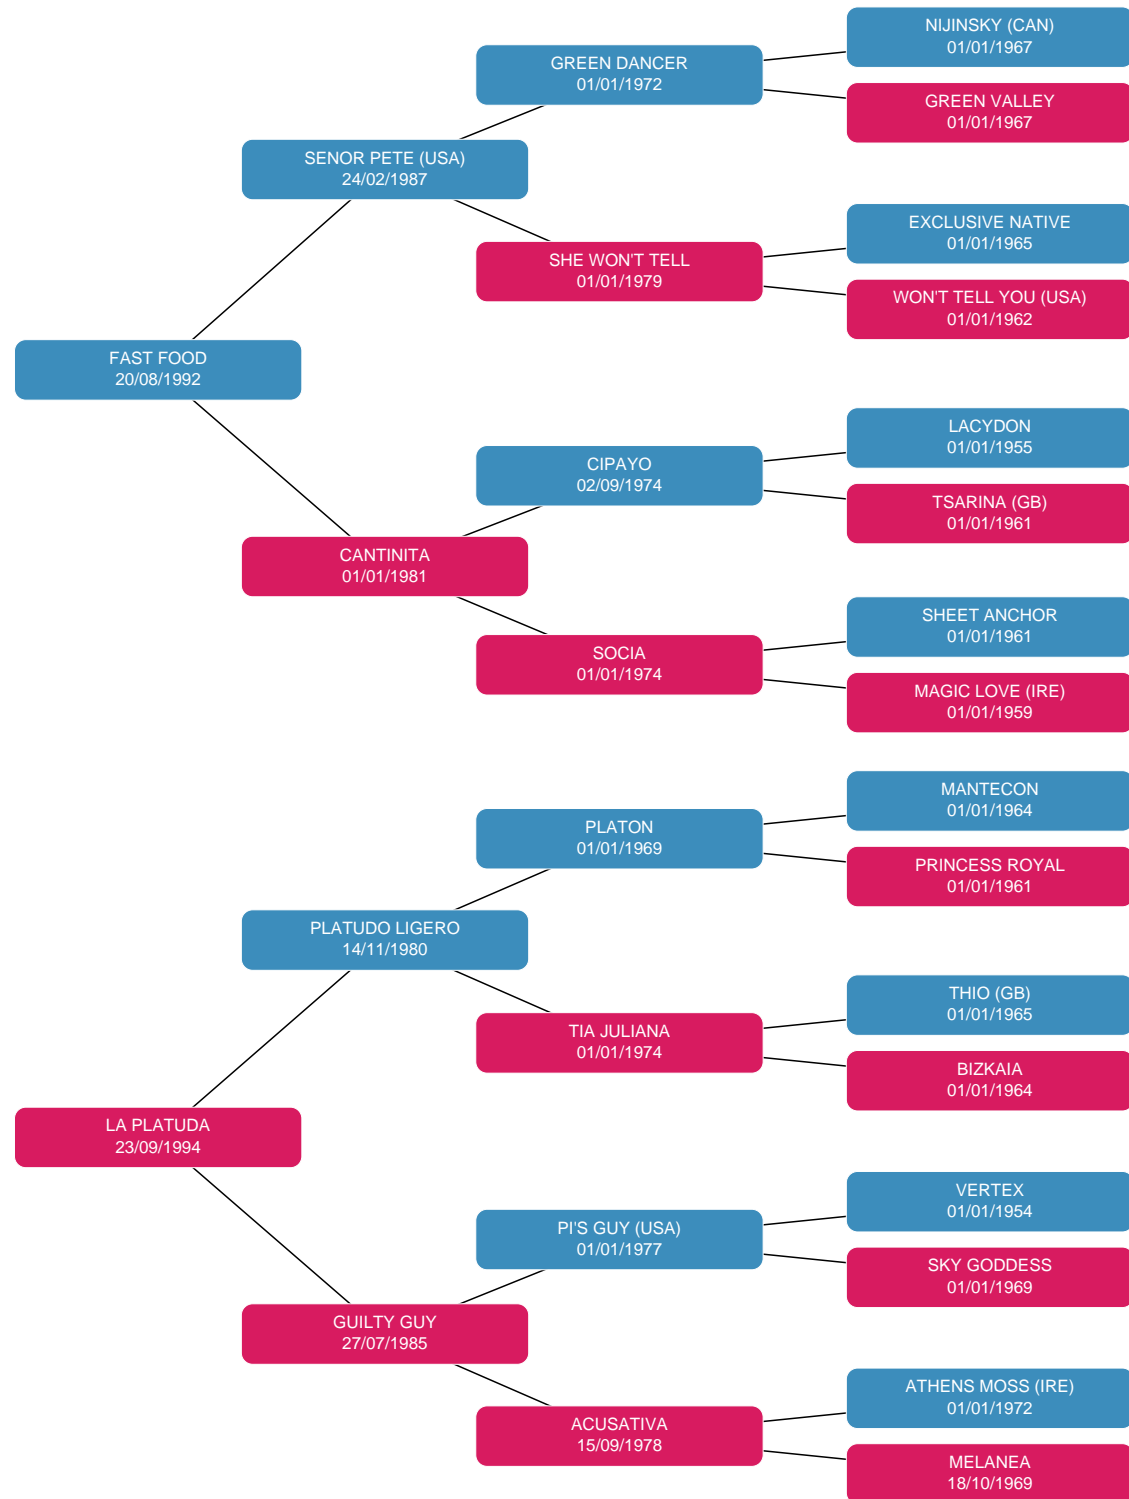 NIJINSKY (CAN)
01/01/1967
GREEN DANCER
01/01/1972
GREEN VALLEY
01/01/1967
SENOR PETE (USA)
24/02/1987
EXCLUSIVE NATIVE
01/01/1965
SHE WON'T TELL
01/01/1979
WON'T TELL YOU (USA)
01/01/1962
FAST FOOD
20/08/1992
LACYDON
01/01/1955
CIPAYO
02/09/1974
TSARINA (GB)
01/01/1961
CANTINITA
01/01/1981
SHEET ANCHOR
01/01/1961
SOCIA
01/01/1974
MAGIC LOVE (IRE)
01/01/1959
MANTECON
01/01/1964
PLATON
01/01/1969
PRINCESS ROYAL
01/01/1961
PLATUDO LIGERO
14/11/1980
THIO (GB)
01/01/1965
TIA JULIANA
01/01/1974
BIZKAIA
01/01/1964
LA PLATUDA
23/09/1994
VERTEX
01/01/1954
PI'S GUY (USA)
01/01/1977
SKY GODDESS
01/01/1969
GUILTY GUY
27/07/1985
ATHENS MOSS (IRE)
01/01/1972
ACUSATIVA
15/09/1978
MELANEA
18/10/1969